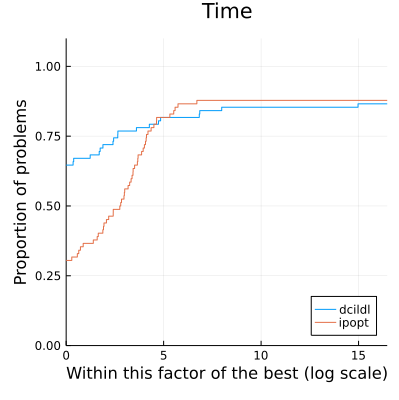 Time
Proportion of problems
1.00
0.75
0.50
0.25
0.00
dcildl
ipopt
0
5
10
15
Within this factor of the best (log scale)